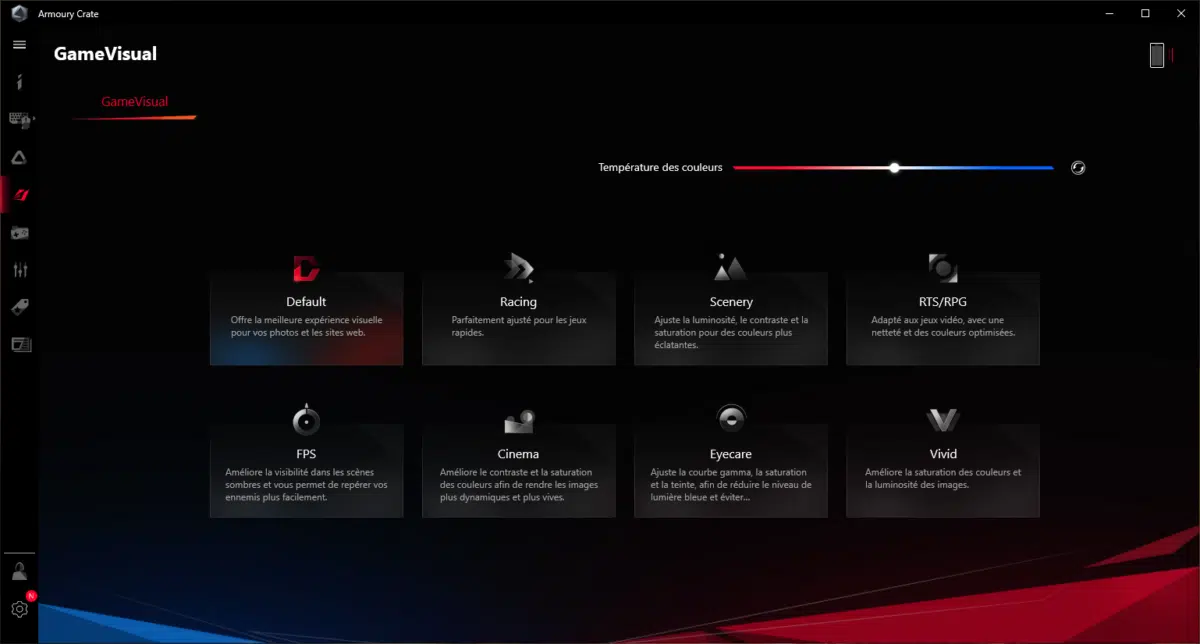 Armoury Crate
GameVisual
GameVisual
Température des couleurs
Default
Offre la meilleure expérience visuelle
pour vos photos et les sites web.
Racing
Parfaitement ajusté pour les jeux
rapides.
Scenery
Ajuste la luminosité, le contraste et la
saturation pour des couleurs plus
éclatantes.
RTS/RPG
Adapté aux jeux vidéo, avec une
netteté et des couleurs optimisées.
FPS
Améliore la visibilité dans les scènes
sombres et vous permet de repérer vos
ennemis plus facilement.
Cinema
Améliore le contraste et la saturation
des couleurs afin de rendre les images
plus dynamiques et plus vives.
Eyecare
Ajuste la courbe gamma, la saturation
et la teinte, afin de réduire le niveau de
lumière bleue et éviter...
Vivid
Améliore la saturation des couleurs et
la luminosité des images.
N